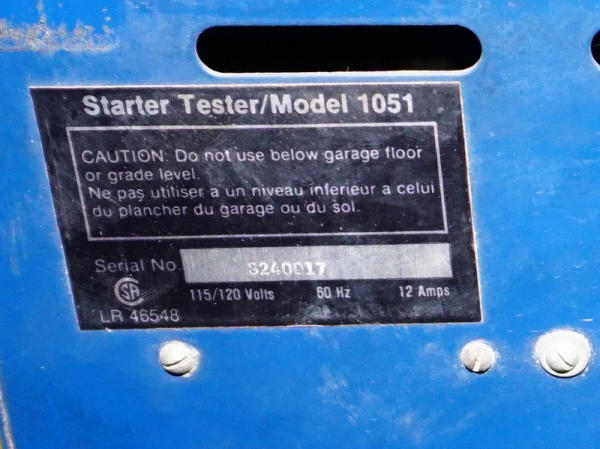 Starter Tester/Model 1051
CAUTION: Do not use below garage floor
or grade level.
Ne pas utiliser a un niveau inferieur a celui
du plancher du garage ou du sol.
Serial No. S240017
SA 115/120 Volts 60 Hz 12 Amps
LR 46548